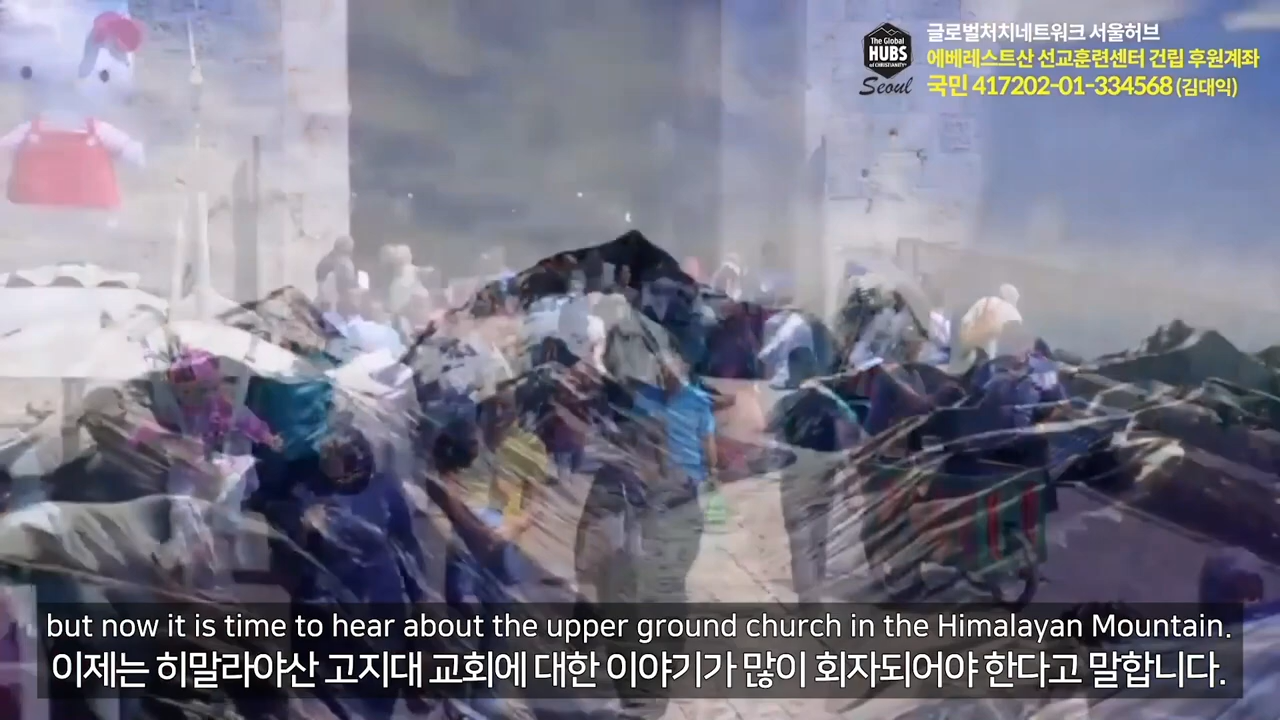 The Global
HUBS
of CHRISTIANITY
Seoul
글로벌처치네트워크 서울허브
에베레스트산 선교훈련센터 건립 후원계좌
국민 417202-01-334568 (김대익)
but now it is time to hear about the upper ground church in the Himalayan Mountain.
이제는 히말라야산 고지대 교회에 대한 이야기가 많이 회자되어야 한다고 말합니다.